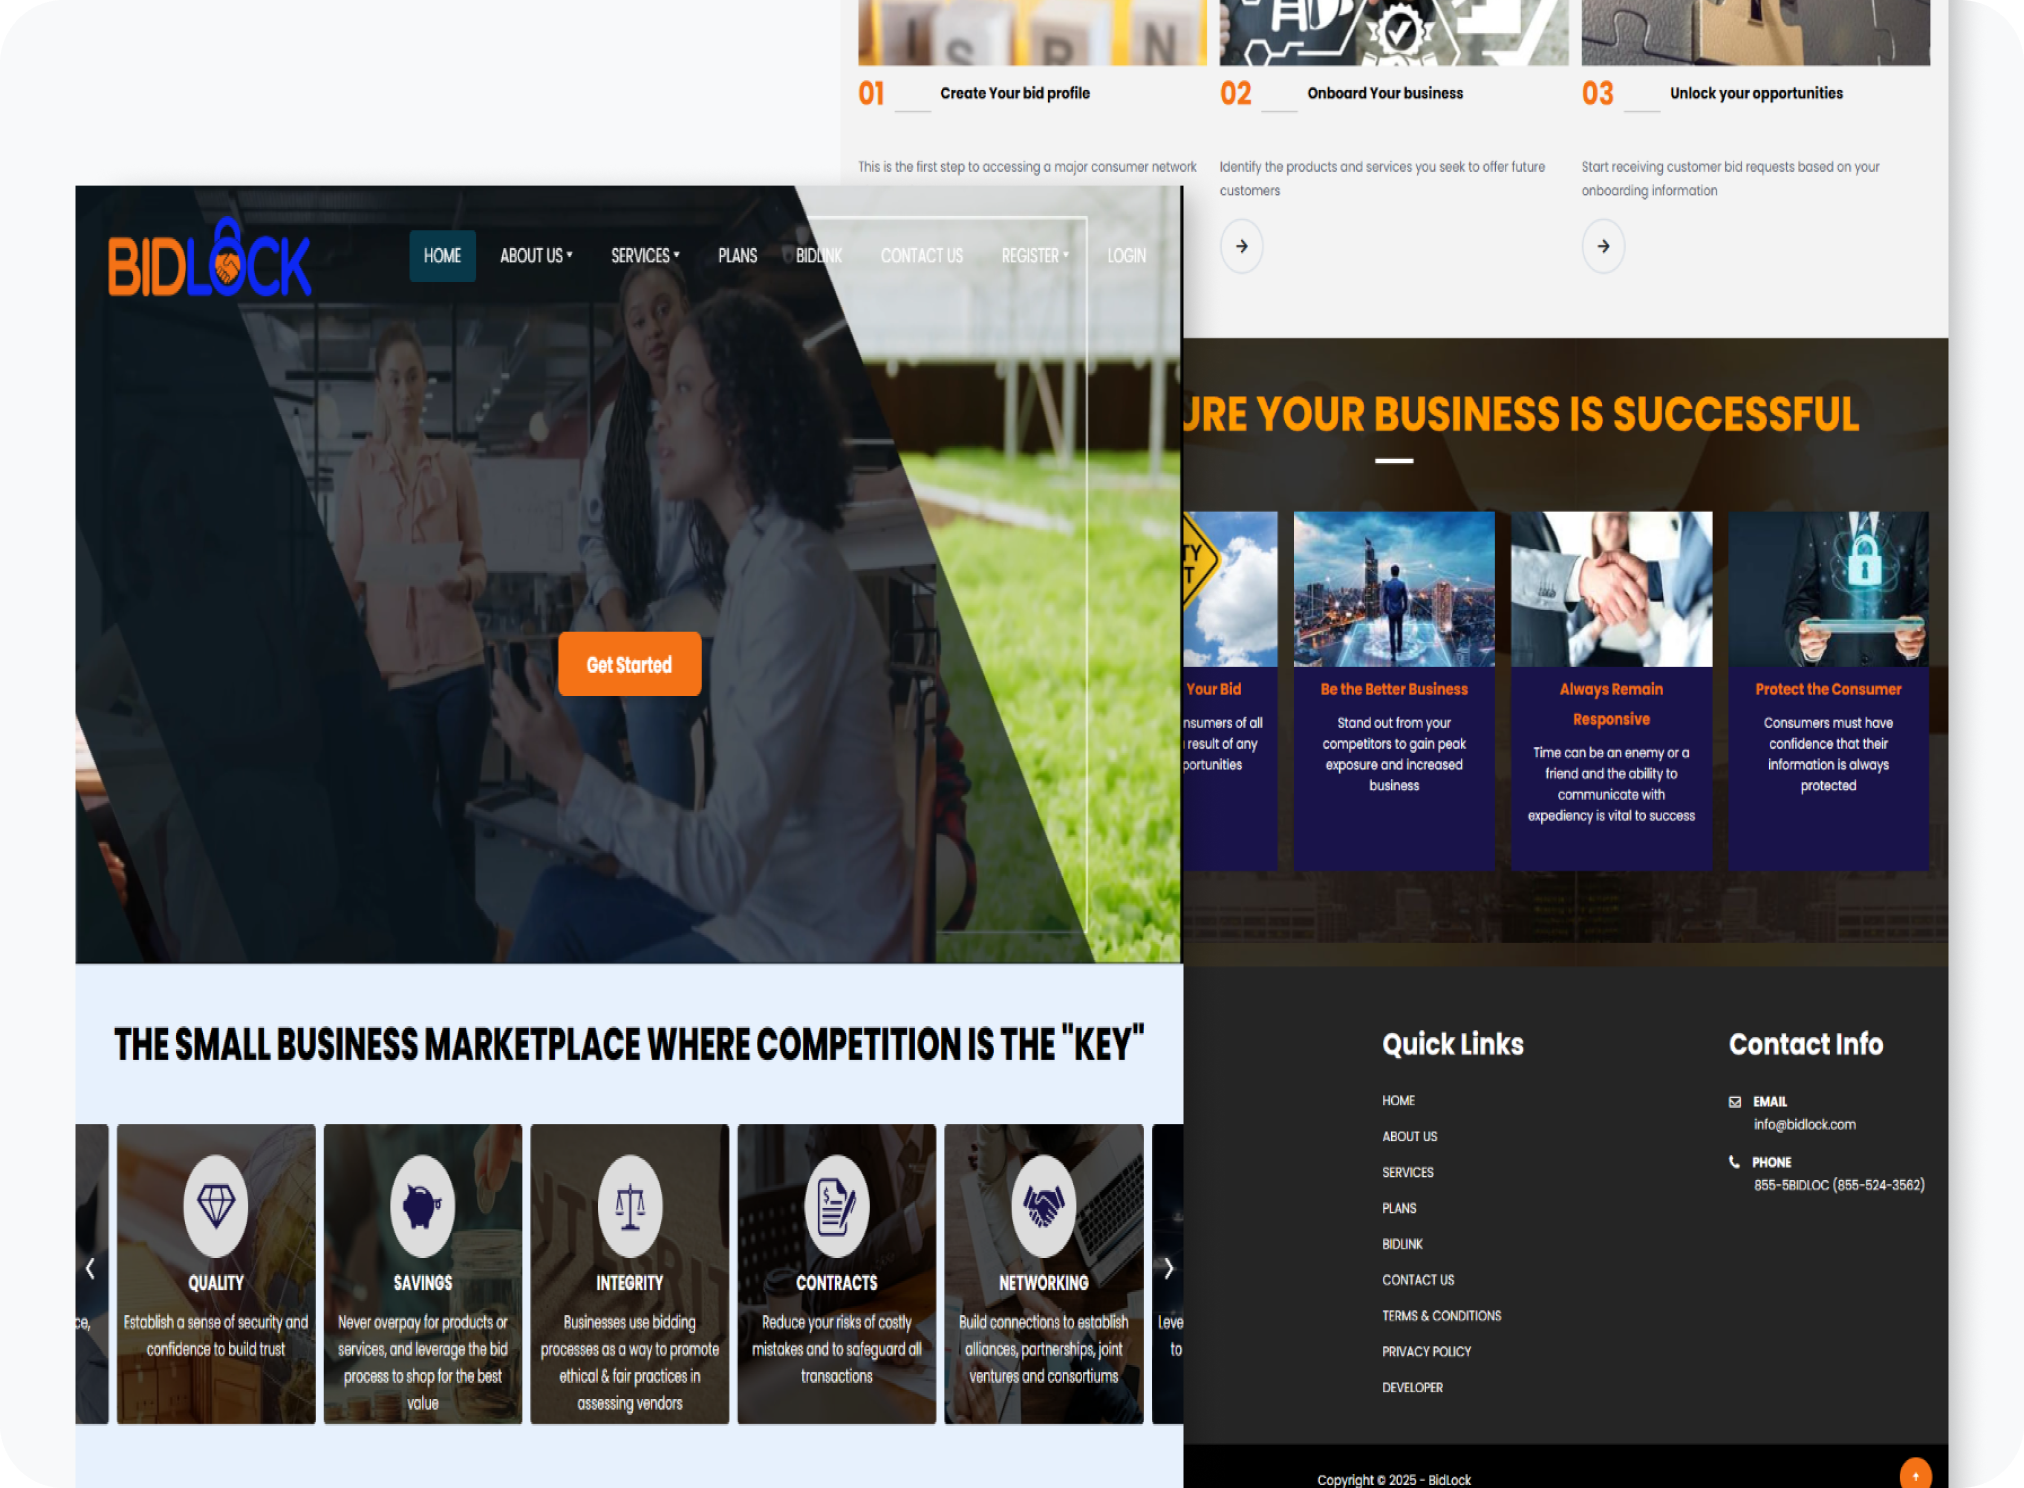 S R N
01 Create Your bid profile
02 Onboard Your business
03 Unlock your opportunities
This is the first step to accessing a major consumer network
Identify the products and services you seek to offer future
customers
Start receiving customer bid requests based on your
onboarding information
BIDLOCK
HOME ABOUT US SERVICES PLANS BIDLINK CONTACT US REGISTER LOGIN
Get Started
URE YOUR BUSINESS IS SUCCESSFUL
TY
T
Your Bid
nsumers of all
result of any
portunities
Be the Better Business
Stand out from your
competitors to gain peak
exposure and increased
business
Always Remain
Responsive
Time can be an enemy or a
friend and the ability to
communicate with
expediency is vital to success
Protect the Consumer
Consumers must have
confidence that their
information is always
protected
THE SMALL BUSINESS MARKETPLACE WHERE COMPETITION IS THE "KEY"
ce,
QUALITY
Establish a sense of security and
confidence to build trust
SAVINGS
Never overpay for products or
services, and leverage the bid
process to shop for the best
value
INTEGRITY
Businesses use bidding
processes as a way to promote
ethical & fair practices in
assessing vendors
CONTRACTS
Reduce your risks of costly
mistakes and to safeguard all
transactions
NETWORKING
Build connections to establish
alliances, partnerships, joint
ventures and consortiums
Leve
to
Quick Links
HOME
ABOUT US
SERVICES
PLANS
BIDLINK
CONTACT US
TERMS & CONDITIONS
PRIVACY POLICY
DEVELOPER
Contact Info
EMAIL
info@bidlock.com
PHONE
855-5BIDLOC (855-524-3562)
Copyright © 2025 - BidLock